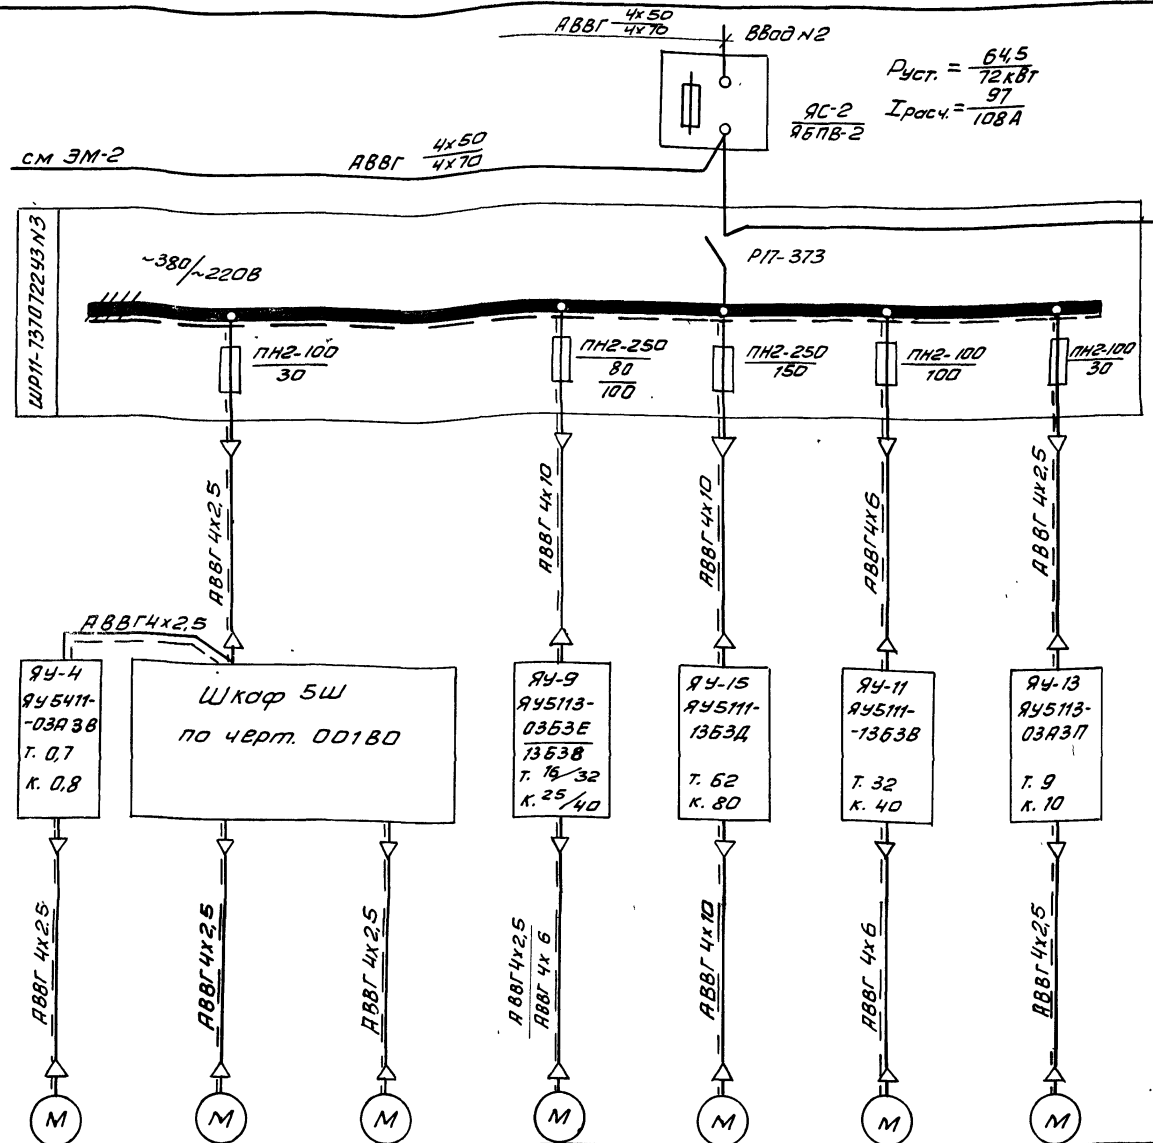 АВВГ 4х50
4х70
Ввод N2
Руст. = 64,5
72 кВт
Iрасч. = 97
108А
ЯС-2
ЯБПВ-2
см ЭМ-2
АВВГ 4х50
4х70
ШР11-7370722У3 N3
~380/~220В
Р17-373
ПН2-100
30
ПН2-250
80
100
ПН2-250
150
ПН2-100
100
ПН2-100
30
АВВГ 4х2,5
АВВГ 4х10
АВВГ 4х10
АВВГ 4х6
АВВГ 4х2,5
АВВГ 4х2,5
ЯУ-4
ЯУ5411-
-03А3В
Т. 0,7
К. 0,8
Шкаф 5Ш
по черт. 001В0
ЯУ-9
ЯУ5113-
03Б3Е
13Б3В
Т. 16/32
К. 25/40
ЯУ-15
ЯУ5111-
13Б3Д
Т. 62
К. 80
ЯУ-11
ЯУ5111-
-13Б3В
Т. 32
К. 40
ЯУ-13
ЯУ5113-
03А3П
Т. 9
К. 10
АВВГ 4х2,5
АВВГ 4х2,5
АВВГ 4х2,5
АВВГ 4х2,5
АВВГ 4х6
АВВГ 4х10
АВВГ 4х6
АВВГ 4х2,5
М
М
М
М
М
М
М